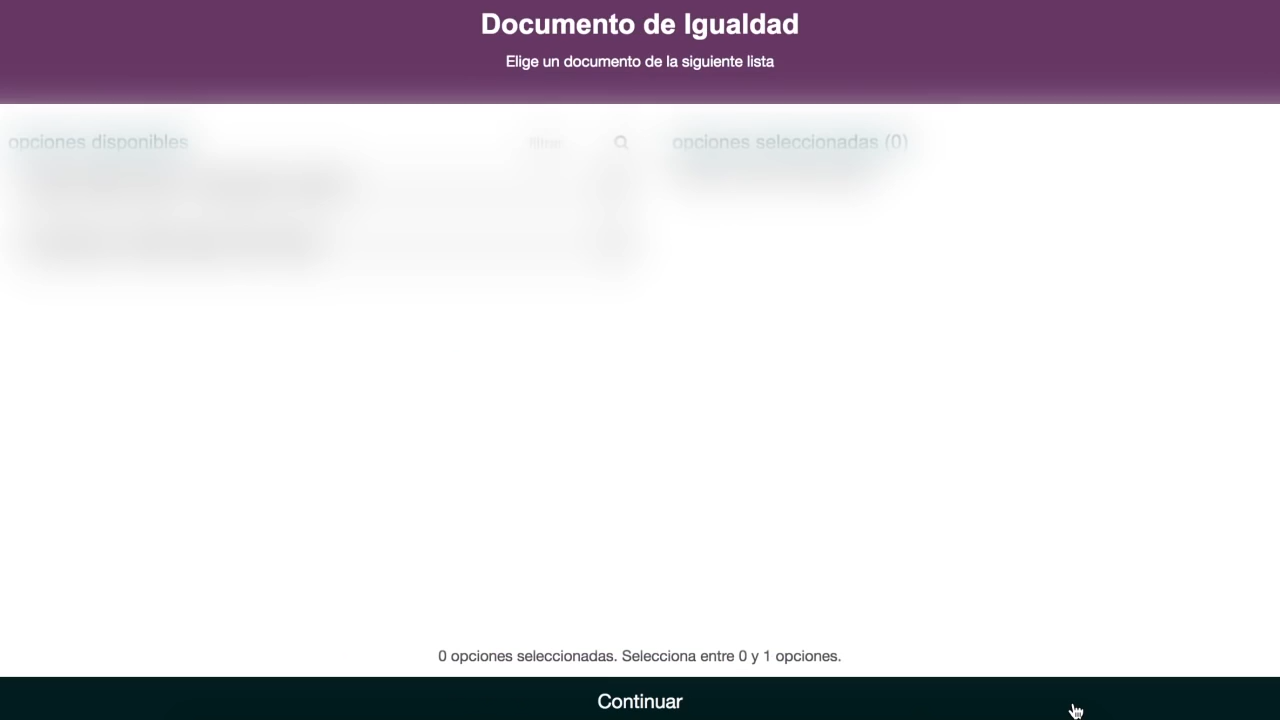 Documento de Igualdad
Elige un documento de la siguiente lista
opciones disponibles
filtrar
opciones seleccionadas (0)
0 opciones seleccionadas. Selecciona entre 0 y 1 opciones.
Continuar